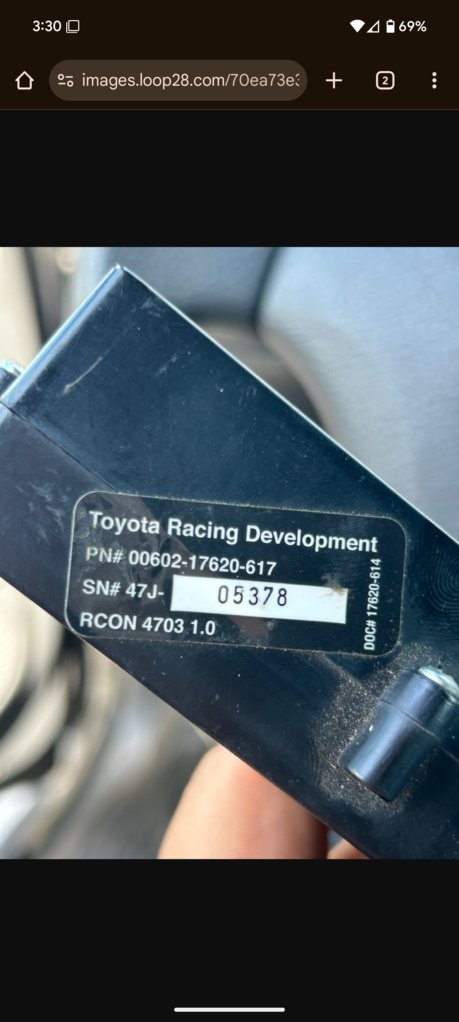 3:30
69%
images.loop28.com/70ea73e3
2
Toyota Racing Development
PN# 00602-17620-617
SN# 47J- 05378
RCON 4703 1.0
DOC# 17620-614